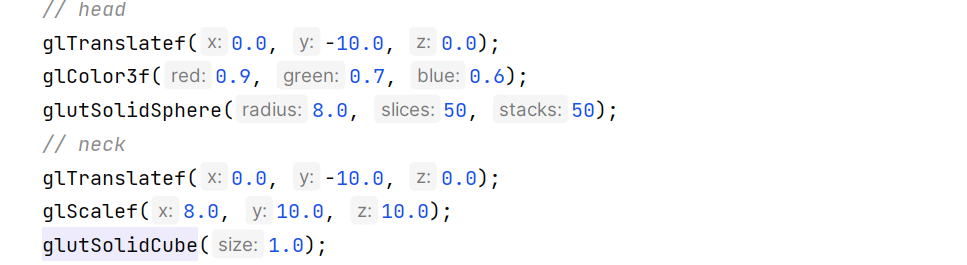 // head
glTranslatef( x: 0.0, y: -10.0, z: 0.0);
glColor3f( red: 0.9, green: 0.7, blue: 0.6);
glutSolidSphere( radius: 8.0, slices: 50, stacks: 50);
// neck
glTranslatef( x: 0.0, y: -10.0, z: 0.0);
glScalef( x: 8.0, y: 10.0, z: 10.0);
glutSolidCube( size: 1.0);